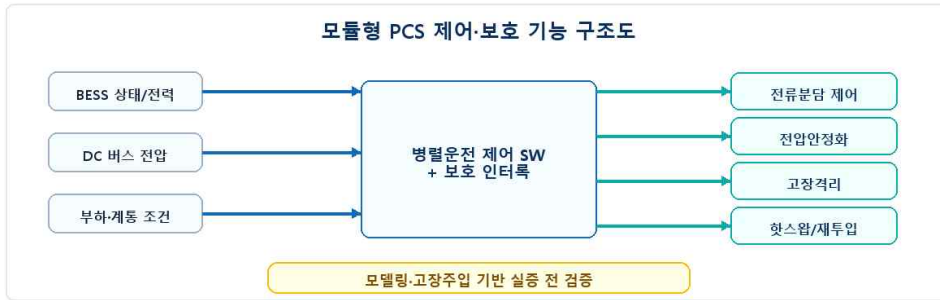 모듈형 PCS 제어·보호 기능 구조도
BESS 상태/전력
DC 버스 전압
부하·계통 조건
병렬운전 제어 SW
+ 보호 인터록
전류분담 제어
전압안정화
고장격리
핫스왑/재투입
모델링·고장주입 기반 실증 전 검증